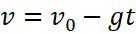 𝑣 = 𝑣₀ − 𝑔𝑡